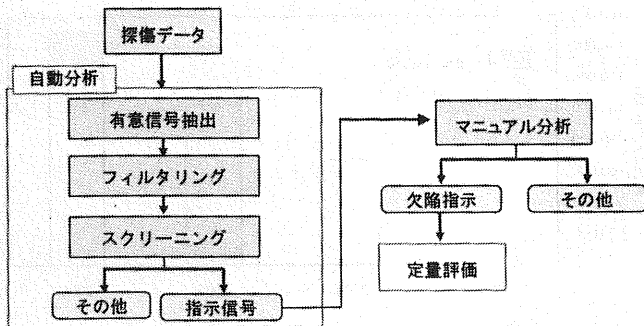 探傷データ
自動分析
有意信号抽出
フィルタリング
スクリーニング
その他
指示信号
マニュアル分析
欠陥指示
その他
定量評価